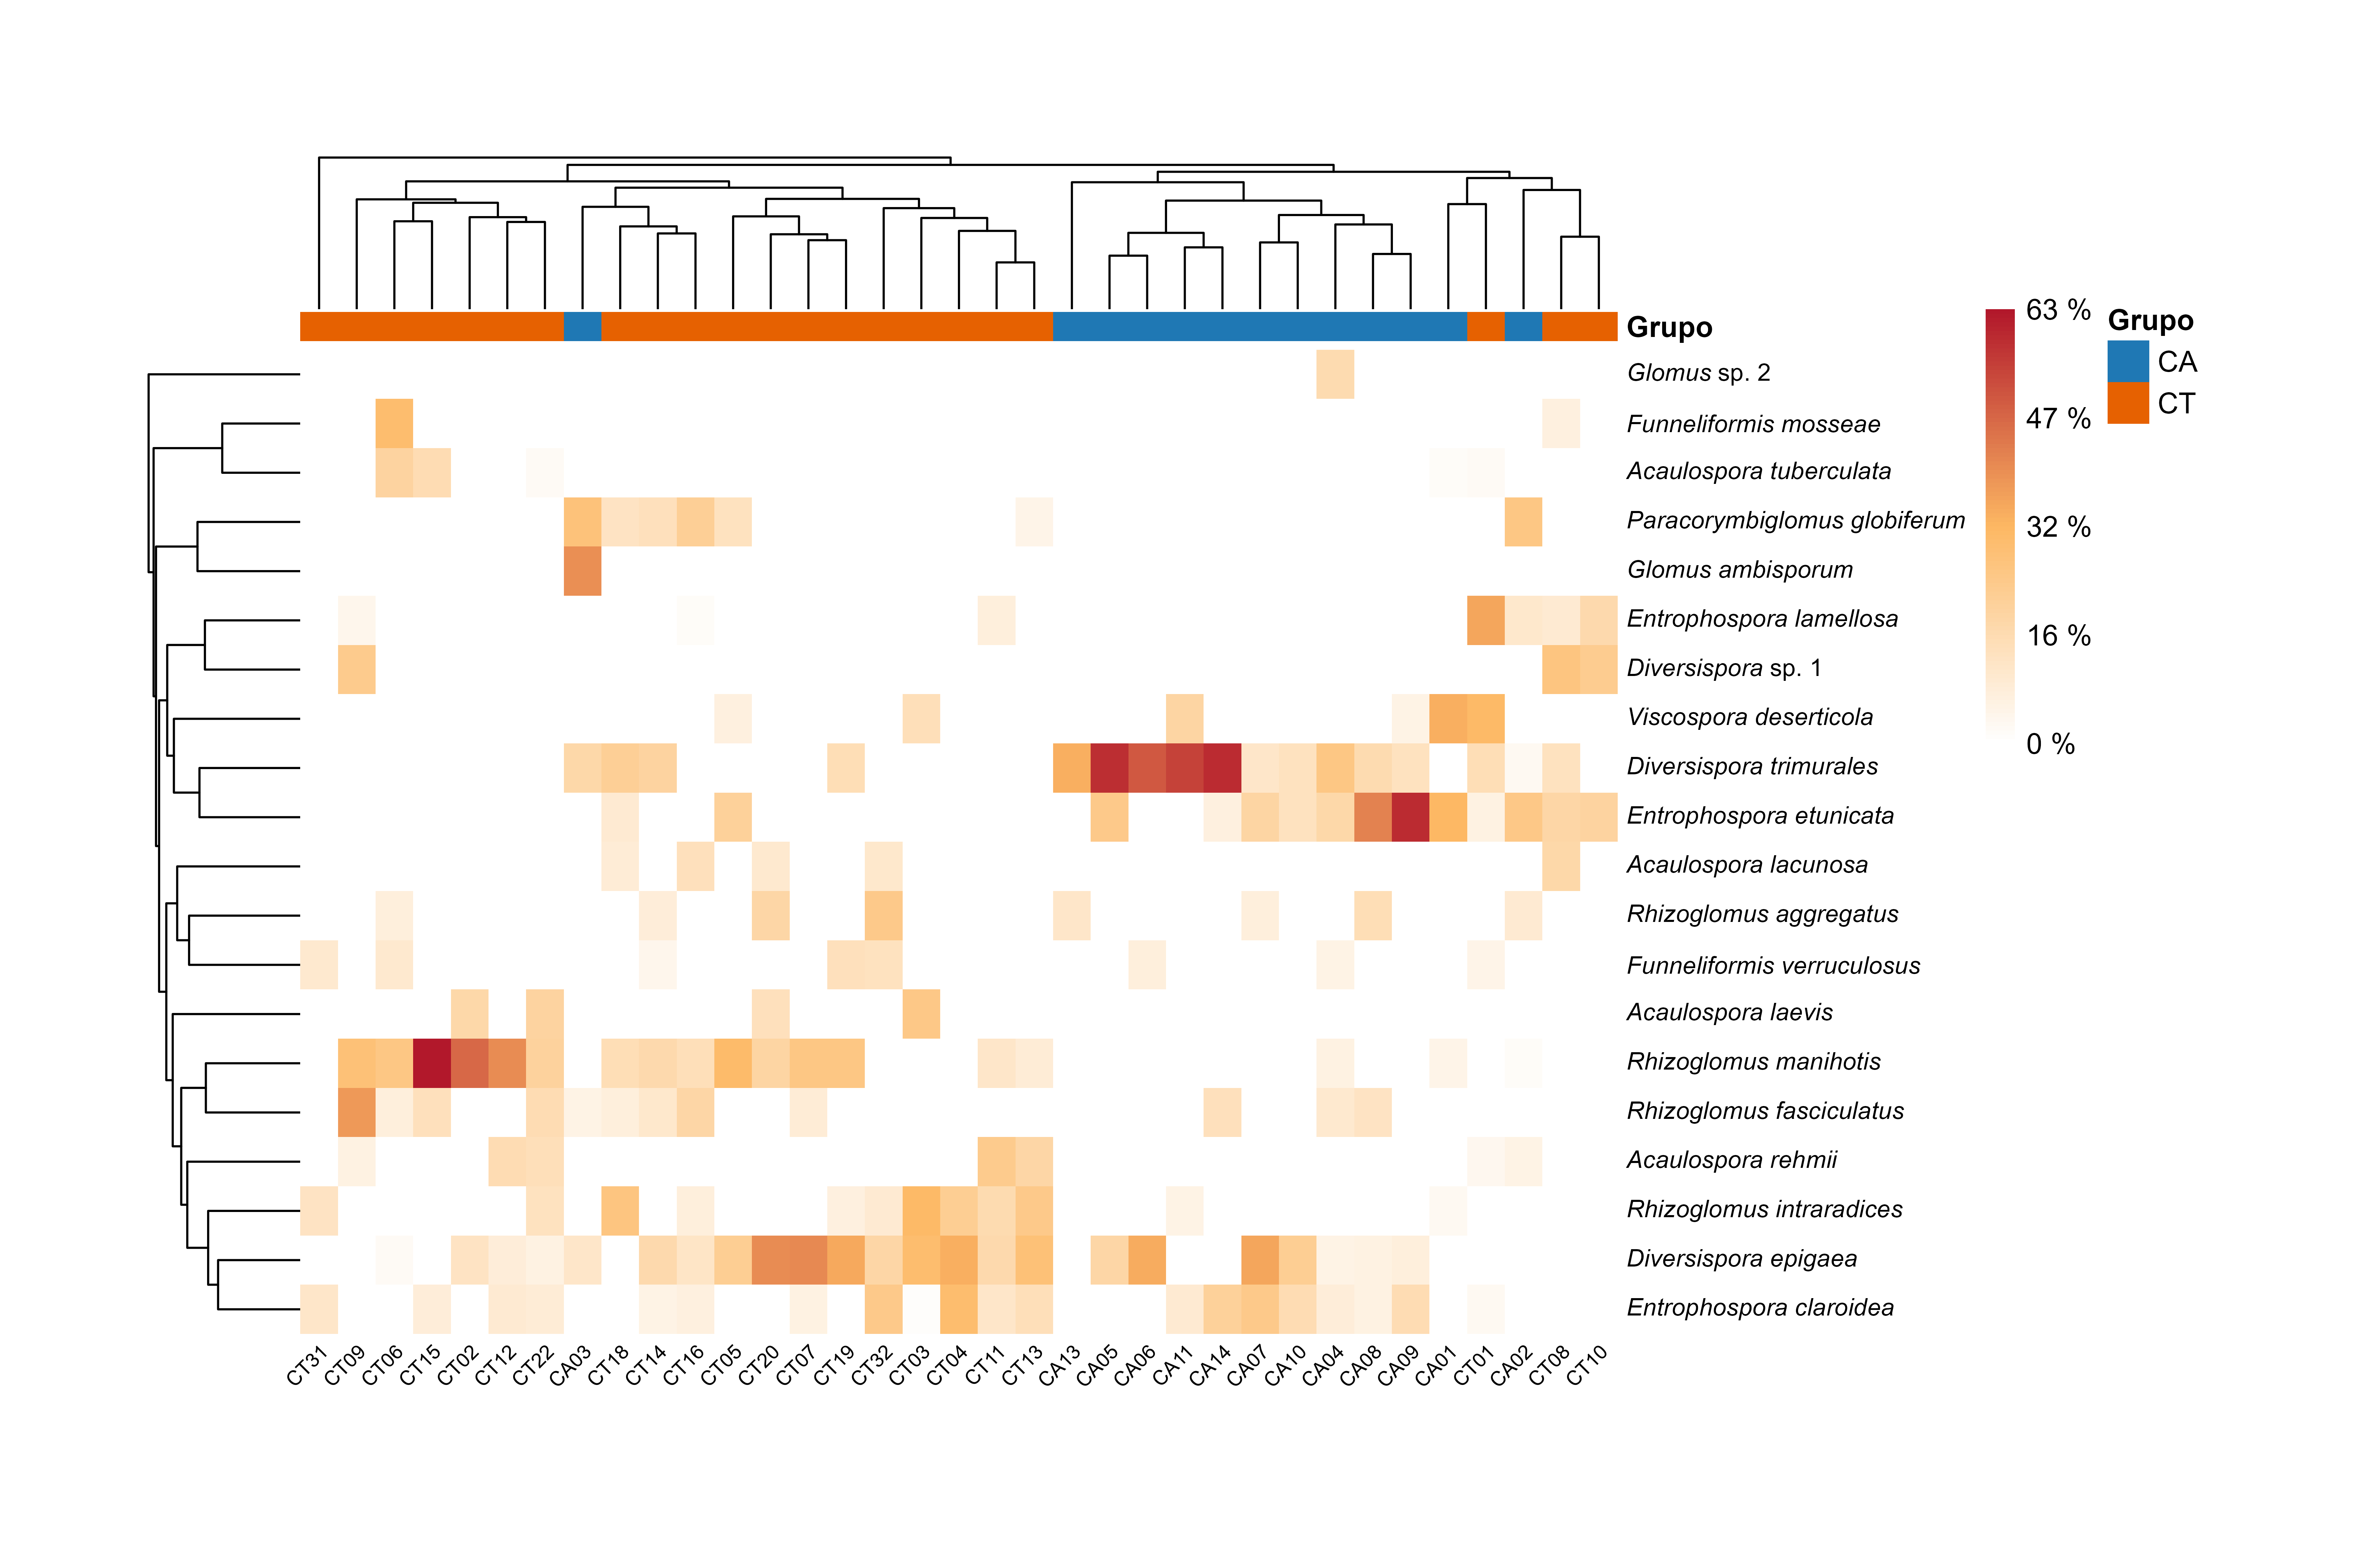 Grupo
Glomus sp. 2
Funneliformis mosseae
Acaulospora tuberculata
Paracorymbiglomus globiferum
Glomus ambisporum
Entrophospora lamellosa
Diversispora sp. 1
Viscospora deserticola
Diversispora trimurales
Entrophospora etunicata
Acaulospora lacunosa
Rhizoglomus aggregatus
Funneliformis verruculosus
Acaulospora laevis
Rhizoglomus manihotis
Rhizoglomus fasciculatus
Acaulospora rehmii
Rhizoglomus intraradices
Diversispora epigaea
Entrophospora claroidea
CT31 CT09 CT06 CT15 CT02 CT12 CT22 CA03 CT18 CT14 CT16 CT05 CT20 CT07 CT19 CT32 CT03 CT04 CT11 CT13 CA13 CA05 CA06 CA11 CA14 CA07 CA10 CA04 CA08 CA09 CA01 CT01 CA02 CT08 CT10
63 %
47 %
32 %
16 %
0 %
Grupo
CA
CT